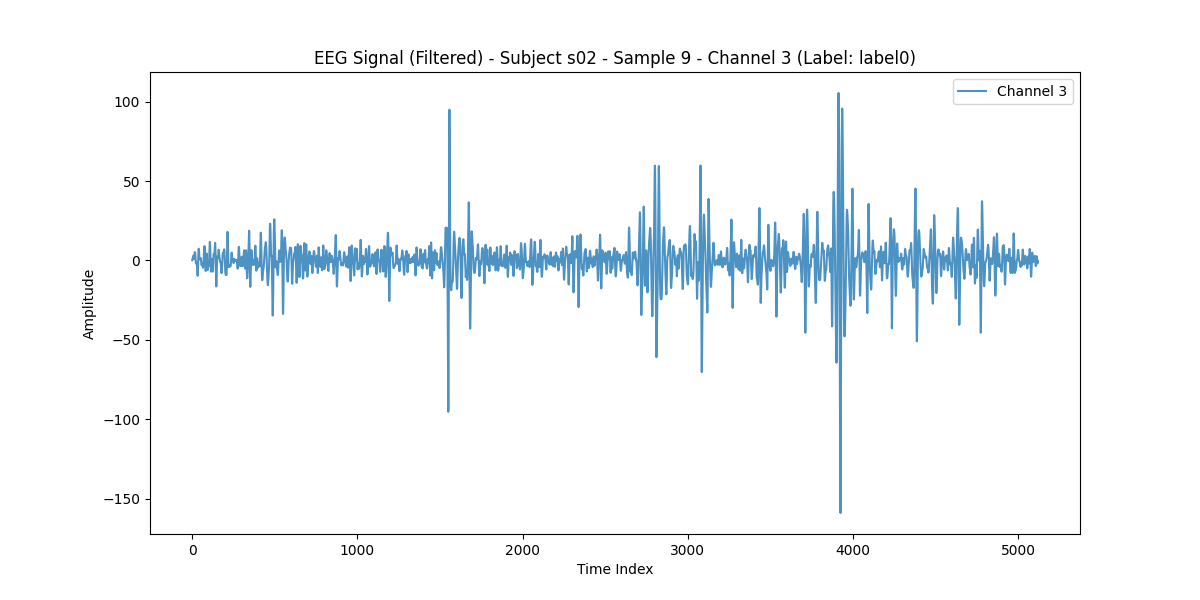 EEG Signal (Filtered) - Subject s02 - Sample 9 - Channel 3 (Label: label0)
Channel 3
100
50
0
−50
−100
−150
Amplitude
0 1000 2000 3000 4000 5000
Time Index